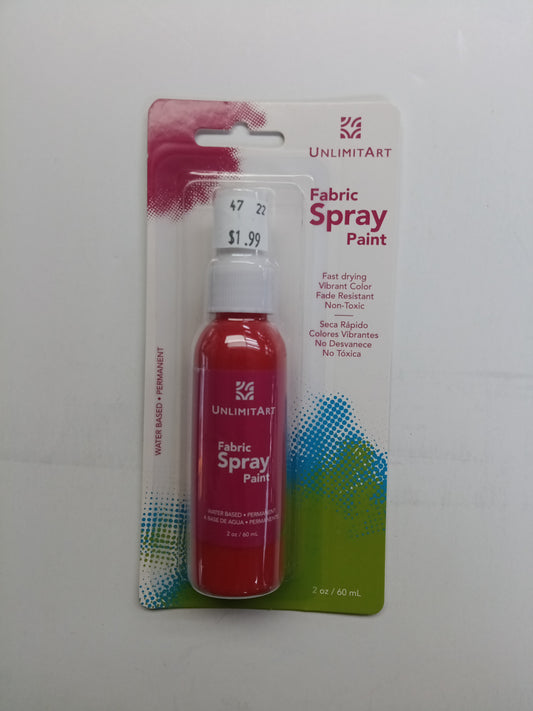 UNLIMITART
Fabric
Spray
Paint
Fast drying
Vibrant Color
Fade Resistant
Non-Toxic
Seca Rápido
Colores Vibrantes
No Desvanece
No Tóxica
47 22
$1.99
WATER BASED • PERMANENT
UNLIMITART
Fabric
Spray
Paint
WATER BASED • PERMANENT
A BASE DE AGUA • PERMANENTE
2 oz / 60 mL
2 oz / 60 mL